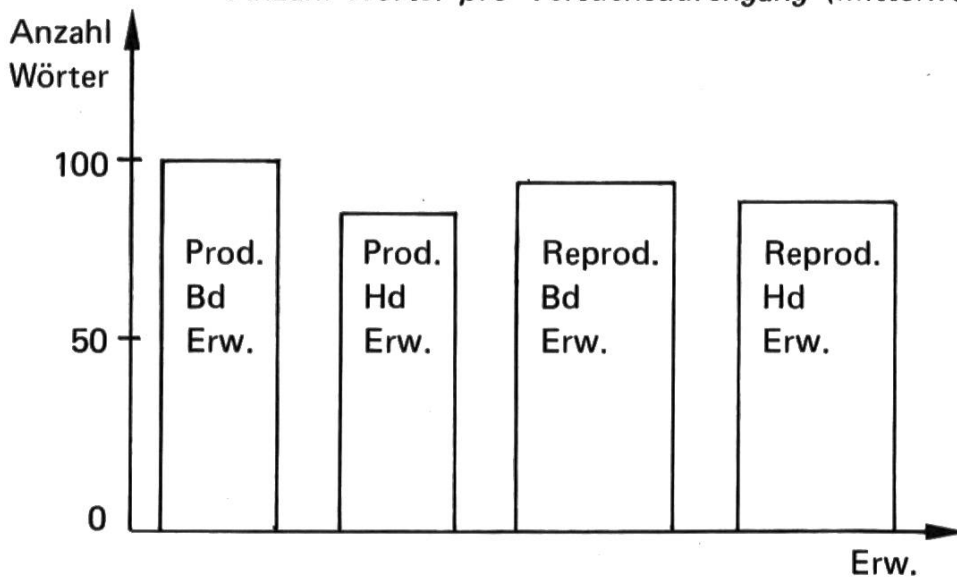 Anzahl
Wörter
100
50
0
Prod.
Bd
Erw.
Prod.
Hd
Erw.
Reprod.
Bd
Erw.
Reprod.
Hd
Erw.
Erw.